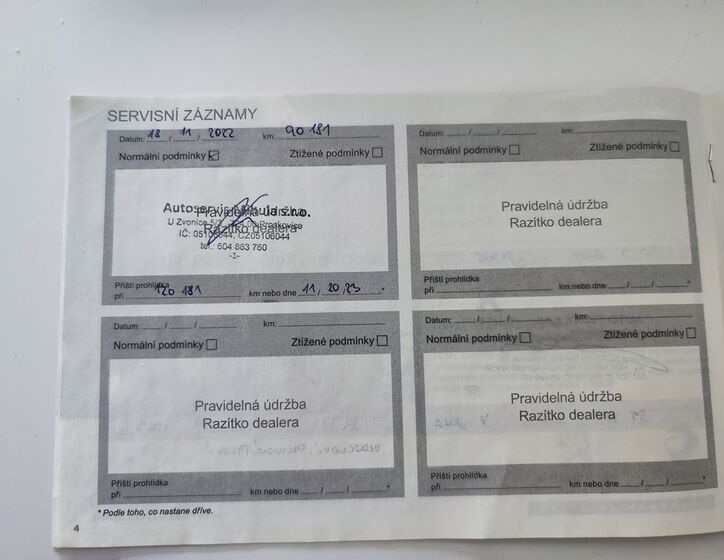 SERVISNÍ ZÁZNAMY
Datum: 18 / 11 / 2022 km: 90 181
Normální podmínky ☑ Ztížené podmínky ☐
Autoservis s.r.o.
Pravidelná údržba
U Zvonice
Razítko dealera
IČ: 05106044, CZ05106044
tel.: 604 863 760
-1-
Příští prohlídka
při 120 181 km nebo dne 11, 20 23 *
Datum: / / km:
Normální podmínky ☐ Ztížené podmínky ☐
Pravidelná údržba
Razítko dealera
Příští prohlídka
při km nebo dne / / *
Datum: / / km:
Normální podmínky ☐ Ztížené podmínky ☐
Pravidelná údržba
Razítko dealera
Příští prohlídka
při km nebo dne / / *
Datum: / / km:
Normální podmínky ☐ Ztížené podmínky ☐
Pravidelná údržba
Razítko dealera
Příští prohlídka
při km nebo dne / / *
* Podle toho, co nastane dříve.
4